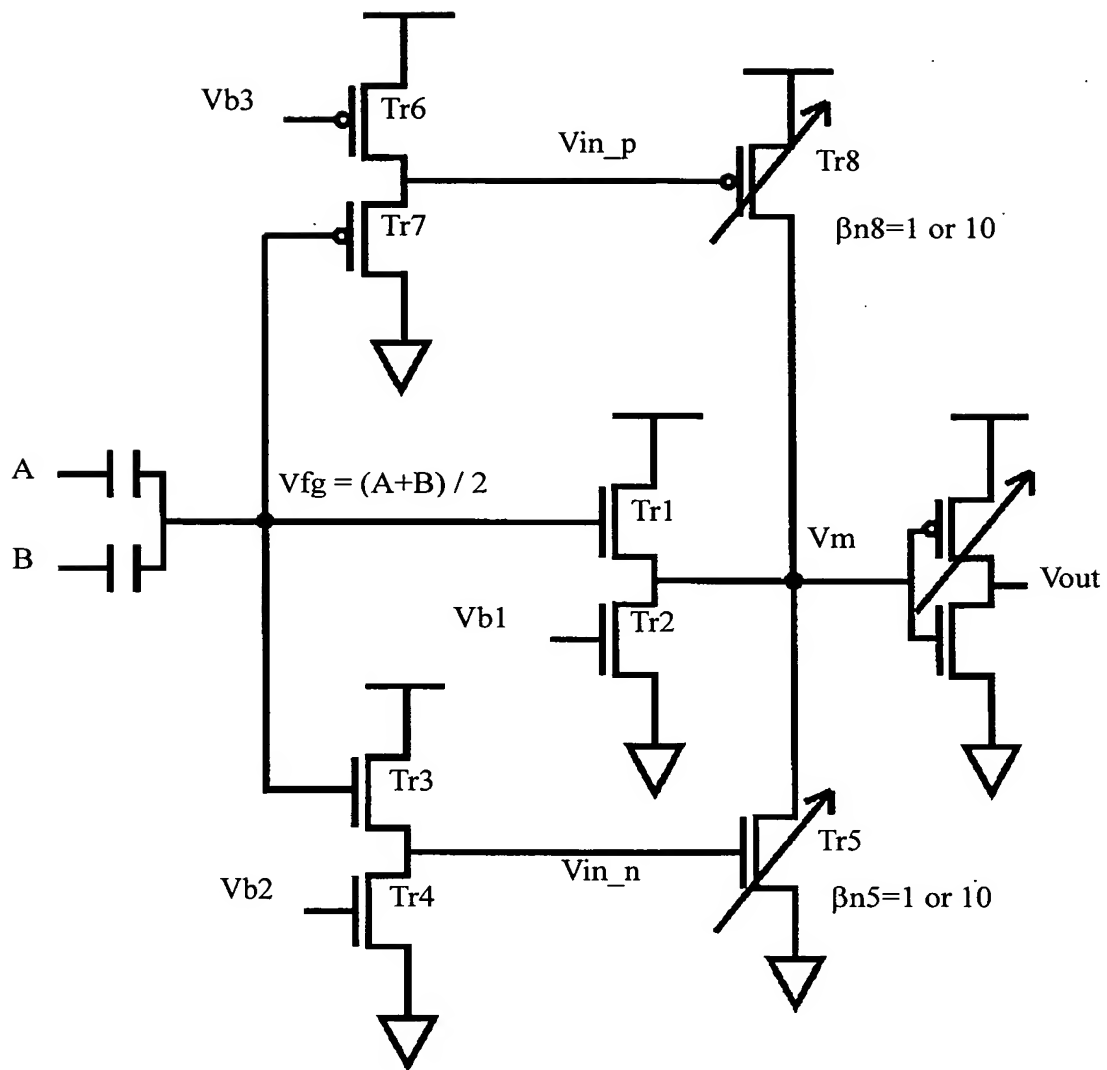 Vb3
Tr6
Vin_p
Tr8
Tr7
βn8=1 or 10
A
Vfg = (A+B) / 2
Tr1
Vm
B
Vout
Vb1
Tr2
Tr3
Tr5
Vin_n
Vb2
Tr4
βn5=1 or 10